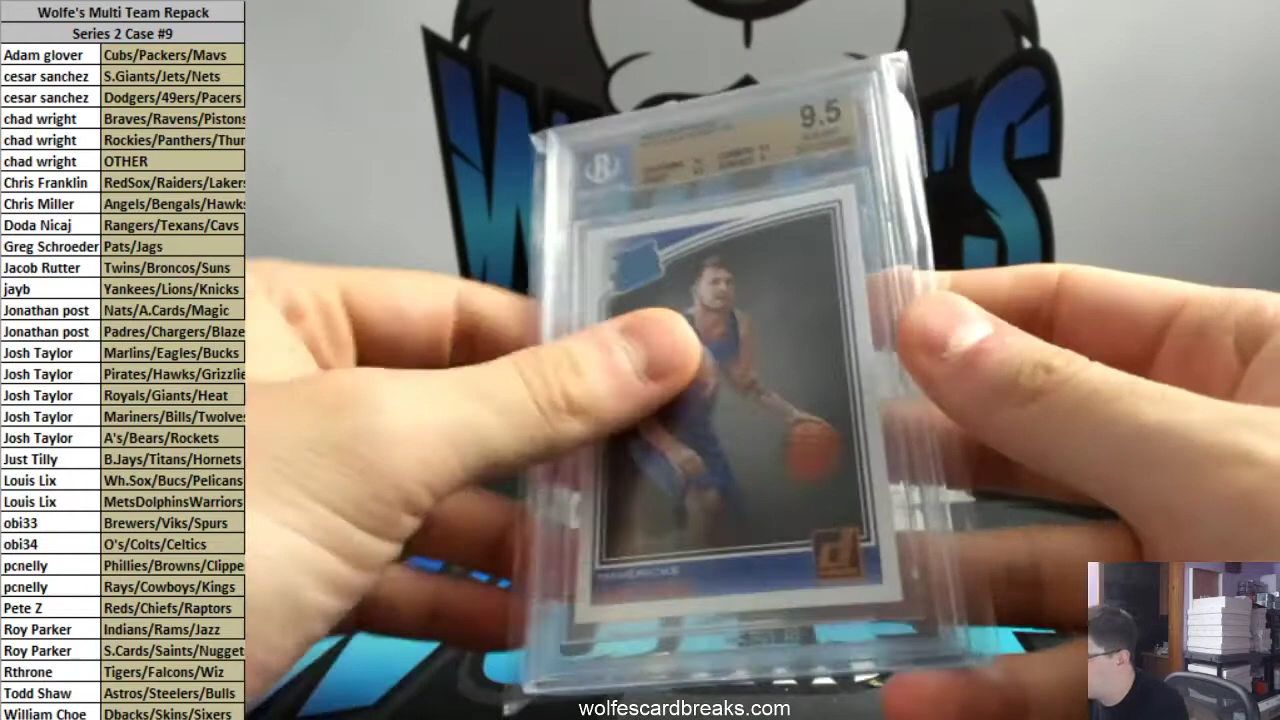 Wolfe's Multi Team Repack
Series 2 Case #9
Adam glover Cubs/Packers/Mavs
cesar sanchez S.Giants/Jets/Nets
cesar sanchez Dodgers/49ers/Pacers
chad wright Braves/Ravens/Pistons
chad wright Rockies/Panthers/Thur
chad wright OTHER
Chris Franklin RedSox/Raiders/Lakers
Chris Miller Angels/Bengals/Hawks
Doda Nicaj Rangers/Texans/Cavs
Greg Schroeder Pats/Jags
Jacob Rutter Twins/Broncos/Suns
jayb Yankees/Lions/Knicks
Jonathan post Nats/A.Cards/Magic
Jonathan post Padres/Chargers/Blaze
Josh Taylor Marlins/Eagles/Bucks
Josh Taylor Pirates/Hawks/Grizzlie
Josh Taylor Royals/Giants/Heat
Josh Taylor Mariners/Bills/Twolves
Josh Taylor A's/Bears/Rockets
Just Tilly B.Jays/Titans/Hornets
Louis Lix Wh.Sox/Bucs/Pelicans
Louis Lix MetsDolphinsWarriors
obi33 Brewers/Viks/Spurs
obi34 O's/Colts/Celtics
pcnelly Phillies/Browns/Clippe
pcnelly Rays/Cowboys/Kings
Pete Z Reds/Chiefs/Raptors
Roy Parker Indians/Rams/Jazz
Roy Parker S.Cards/Saints/Nugget
Rthrone Tigers/Falcons/Wiz
Todd Shaw Astros/Steelers/Bulls
William Choe Dbacks/Skins/Sixers
9.5
MAVERICKS
wolfescardbreaks.com